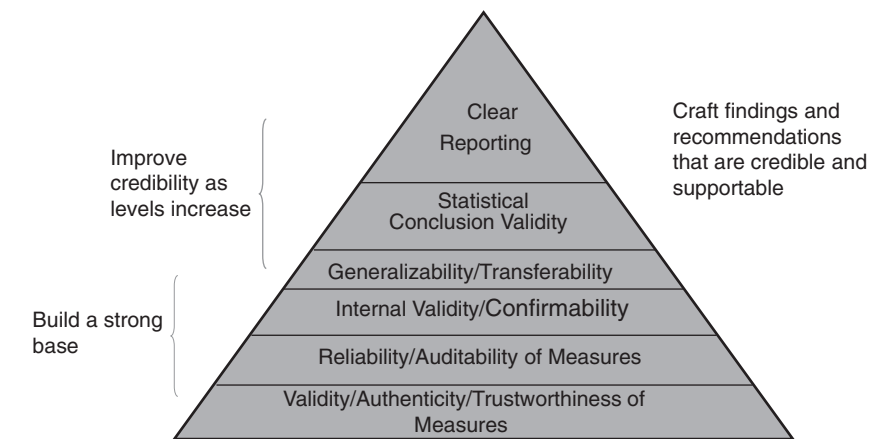 Clear
Reporting
Craft findings and
recommendations
that are credible and
supportable
Improve
credibility as
levels increase
Statistical
Conclusion Validity
Generalizability/Transferability
Internal Validity/Confirmability
Build a strong
base
Reliability/Auditability of Measures
Validity/Authenticity/Trustworthiness of
Measures